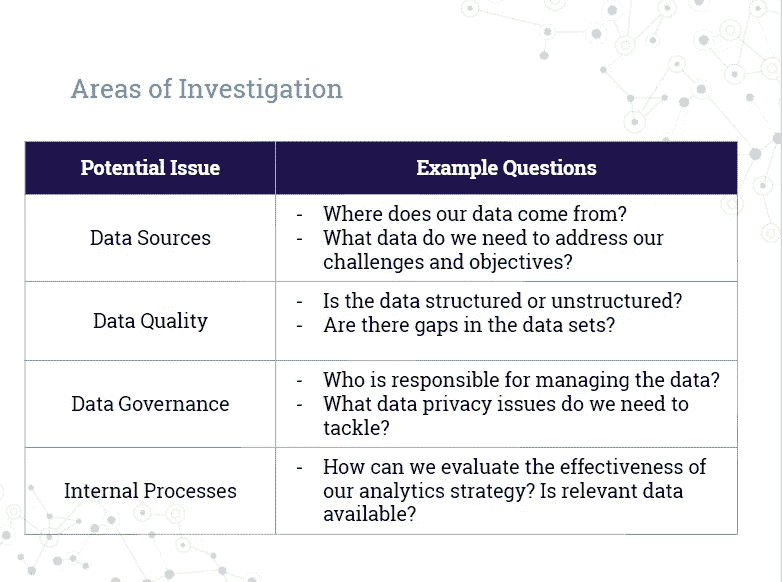 Areas of Investigation
Potential Issue
Example Questions
Data Sources
- Where does our data come from?
- What data do we need to address our
challenges and objectives?
Data Quality
- Is the data structured or unstructured?
- Are there gaps in the data sets?
Data Governance
- Who is responsible for managing the data?
- What data privacy issues do we need to
tackle?
Internal Processes
- How can we evaluate the effectiveness of
our analytics strategy? Is relevant data
available?